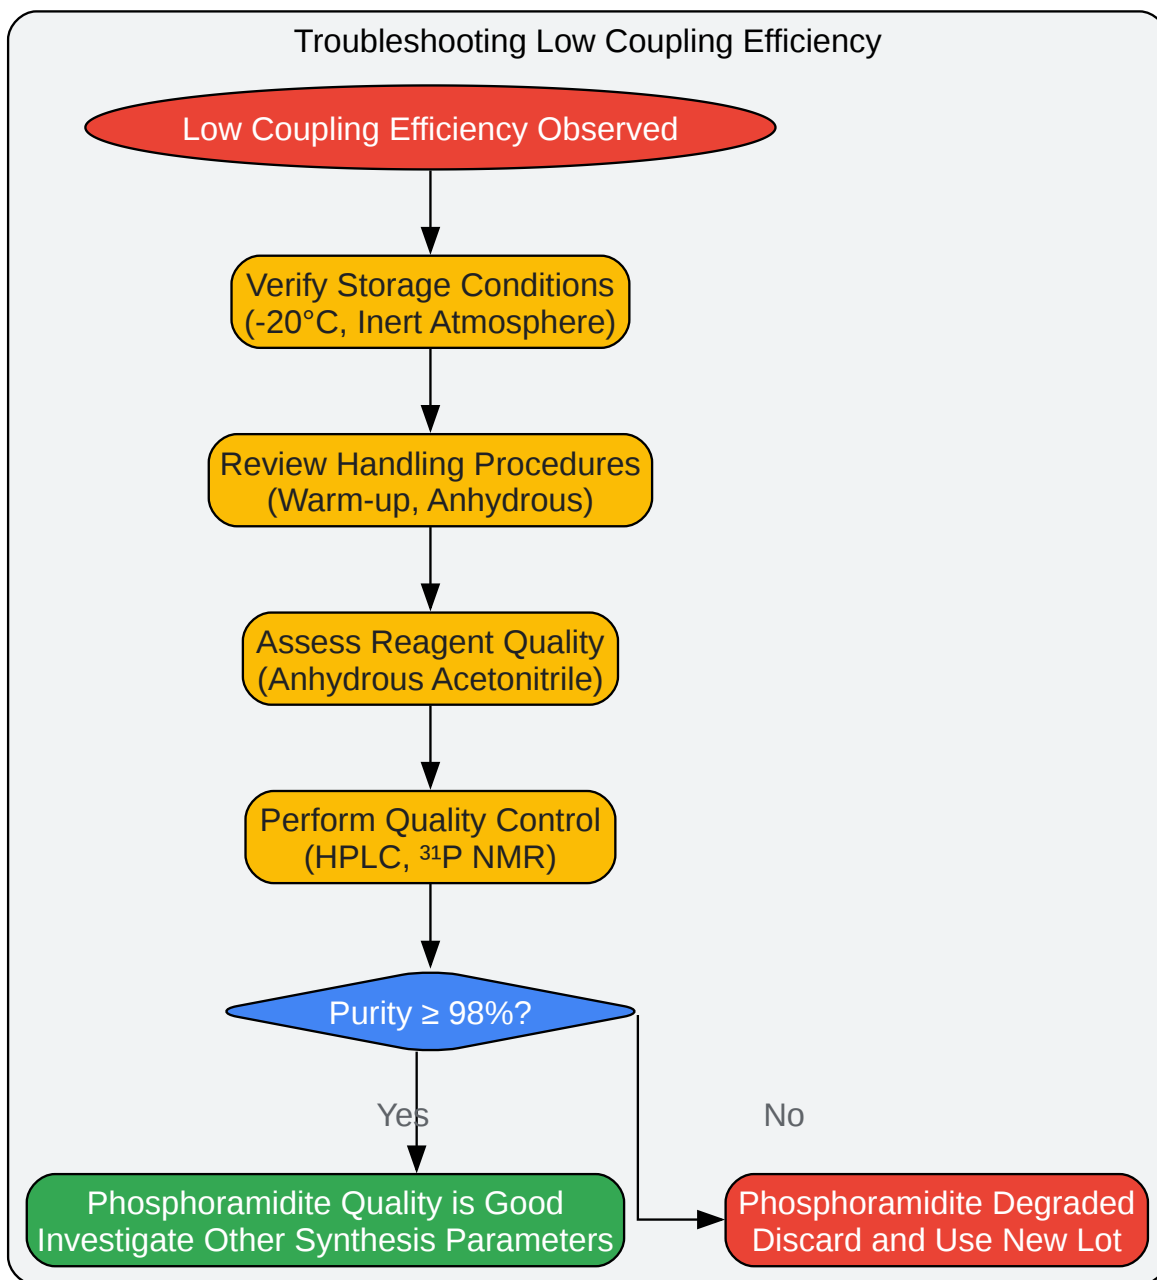 Troubleshooting Low Coupling Efficiency
Low Coupling Efficiency Observed
Verify Storage Conditions
(-20°C, Inert Atmosphere)
Review Handling Procedures
(Warm-up, Anhydrous)
Assess Reagent Quality
(Anhydrous Acetonitrile)
Perform Quality Control
(HPLC, ³¹P NMR)
Purity ≥ 98%?
Yes
No
Phosphoramidite Quality is Good
Investigate Other Synthesis Parameters
Phosphoramidite Degraded
Discard and Use New Lot